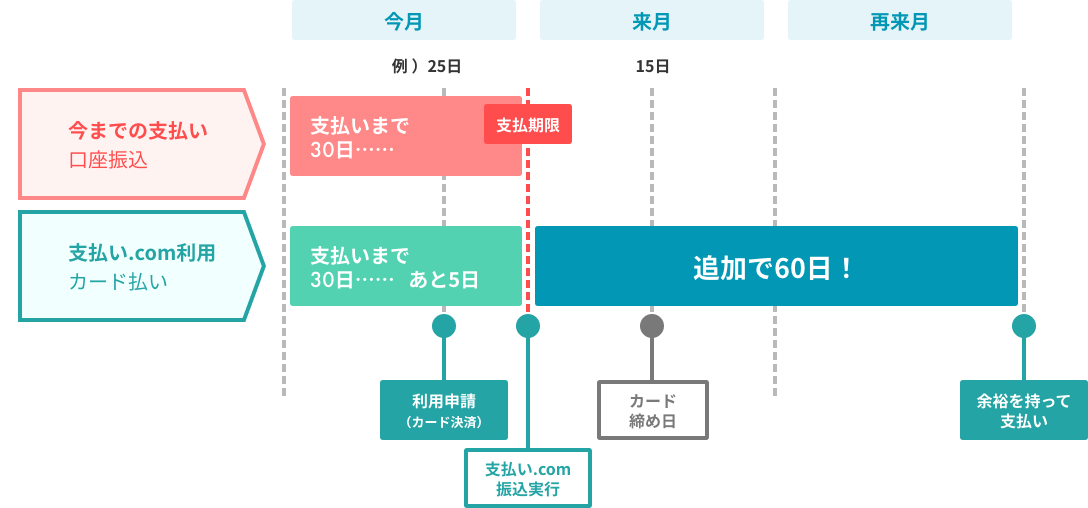 今月
来月
再来月
例）25日
15日
今までの支払い
口座振込
支払いまで
30日……
支払期限
支払い.com利用
カード払い
支払いまで
30日…… あと5日
追加で60日！
利用申請
（カード決済）
カード
締め日
余裕を持って
支払い
支払い.com
振込実行